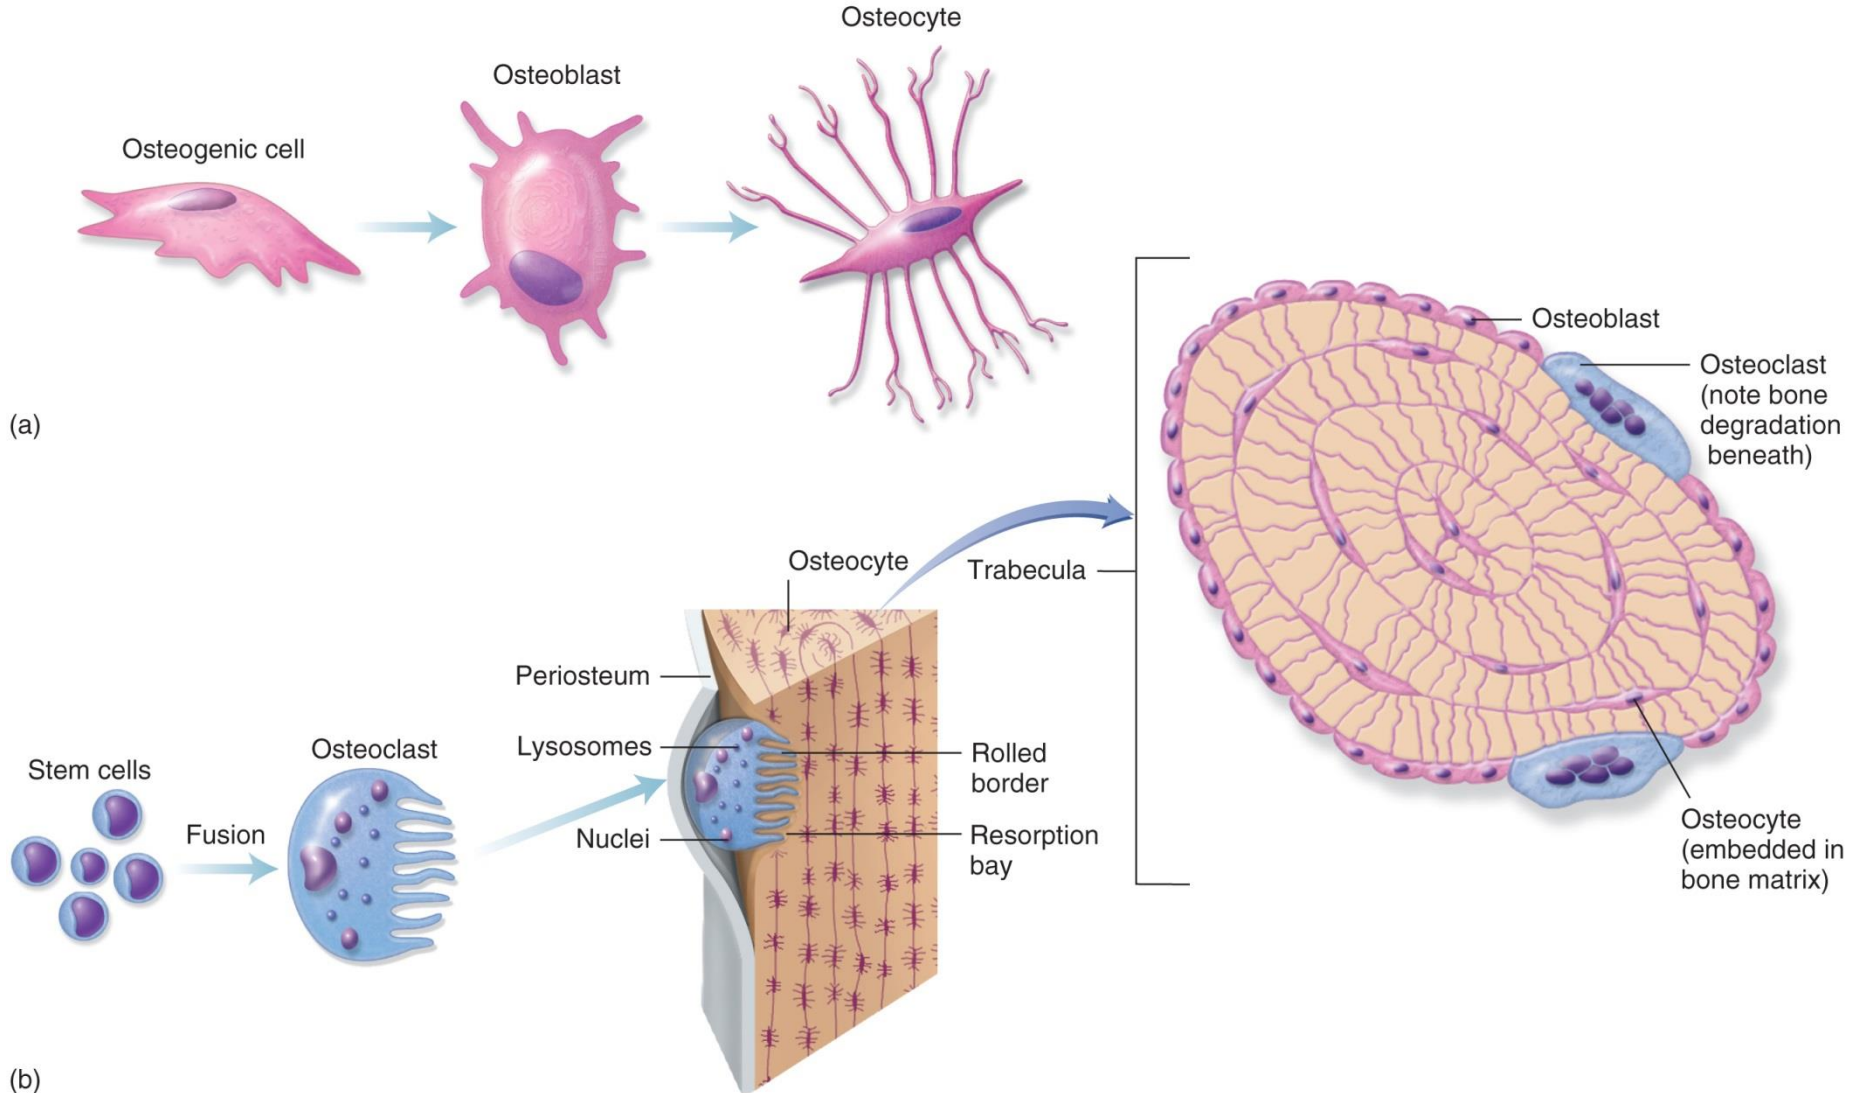 Osteocyte
Osteoblast
Osteogenic cell
(a)
Osteoblast
Osteoclast
(note bone
degradation
beneath)
Osteocyte
Trabecula
Periosteum
Lysosomes
Rolled
border
Stem cells
Osteoclast
Fusion
Nuclei
Resorption
bay
Osteocyte
(embedded in
bone matrix)
(b)